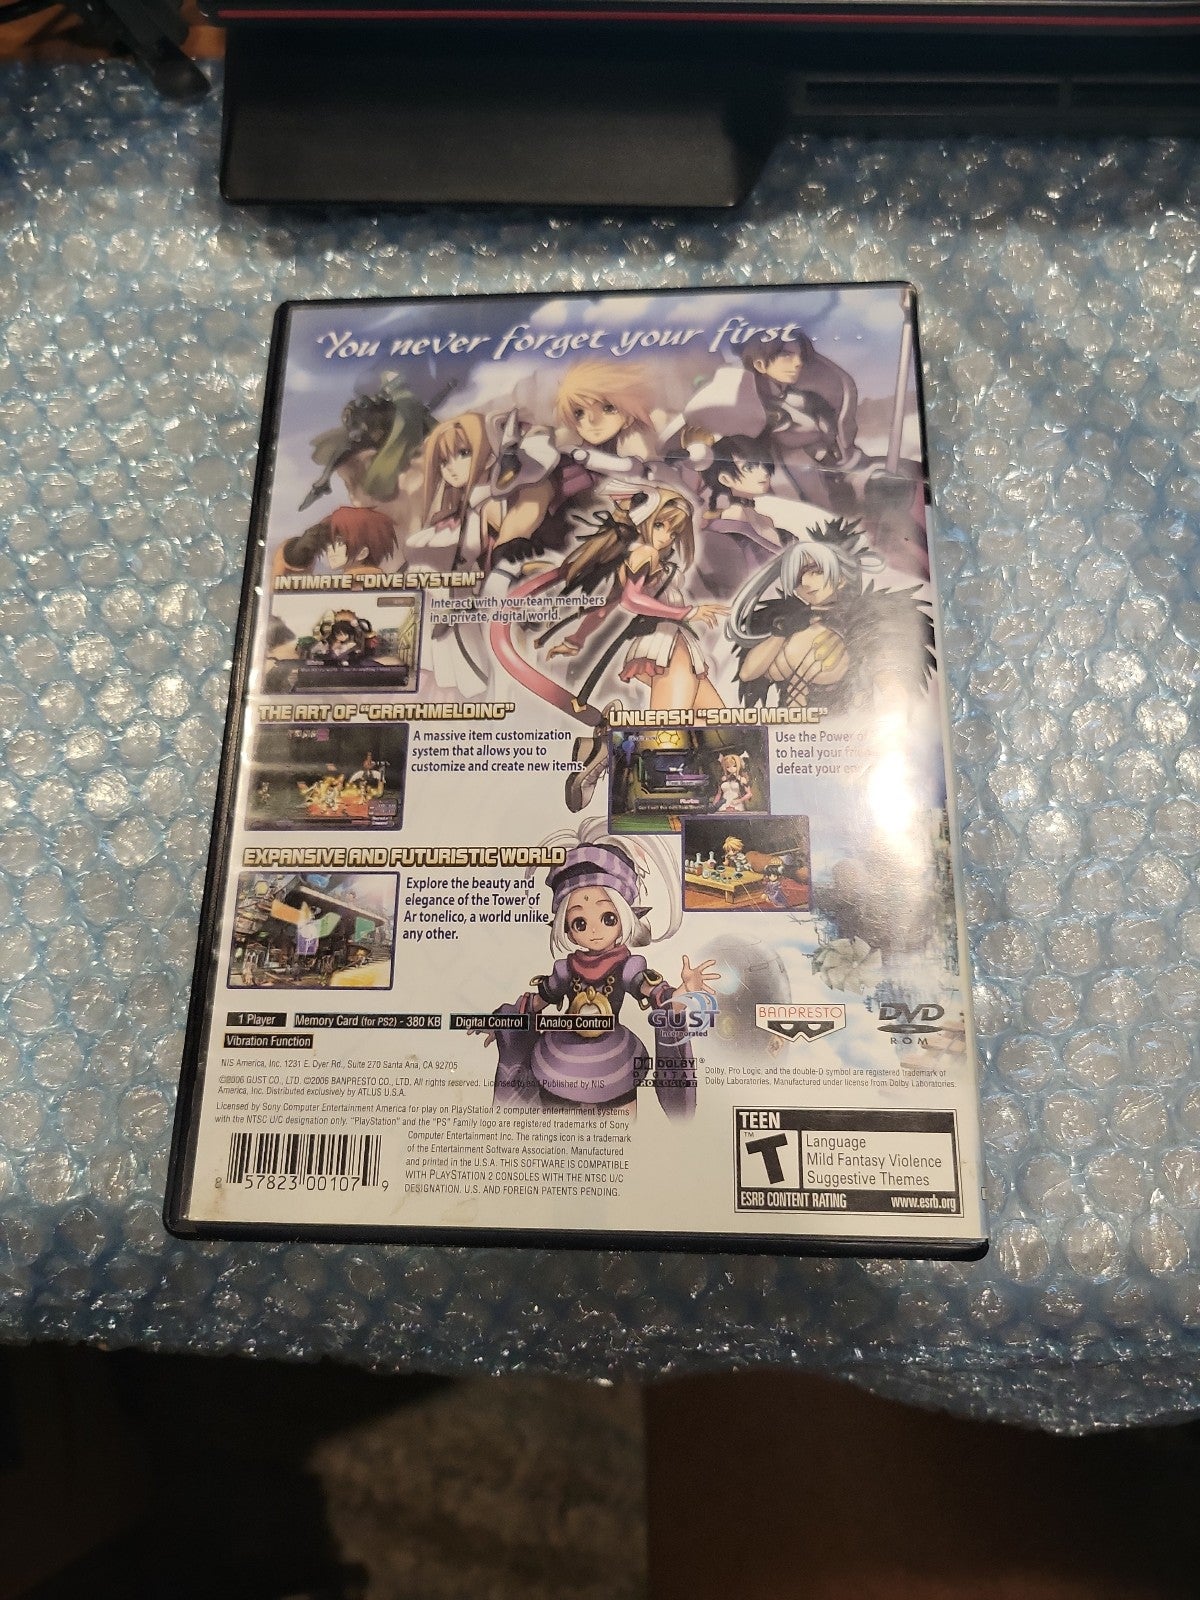 You never forget your first . . . .
INTIMATE "DIVE SYSTEM"
Interact with your team members
in a private, digital world.
THE ART OF "GRATHMELDING"
A massive item customization
system that allows you to
customize and create new items.
UNLEASH "SONG MAGIC"
Use the Power
to heal your
defeat your
EXPANSIVE AND FUTURISTIC WORLD
Explore the beauty and
elegance of the Tower of
Ar tonelico, a world unlike
any other.
1 Player
Memory Card (for PS2) - 380 KB
Digital Control
Analog Control
Vibration Function
GUST
Incorporated
BANPRESTO
DVD
ROM
NIS America, Inc. 1231 E. Dyer Rd., Suite 270 Santa Ana, CA 92705
©2006 GUST CO., LTD. ©2006 BANPRESTO CO., LTD. All rights reserved. Licensed to and Published by NIS
America, Inc. Distributed exclusively by ATLUS U.S.A.
DOLBY
DIGITAL
PRO LOGIC II
Dolby, Pro Logic, and the double-D symbol are registered trademark of
Dolby Laboratories. Manufactured under license from Dolby Laboratories.
Licensed by Sony Computer Entertainment America for play on PlayStation 2 computer entertainment systems
with the NTSC U/C designation only. "PlayStation" and the "PS" Family logo are registered trademarks of Sony
Computer Entertainment Inc. The ratings icon is a trademark
of the Entertainment Software Association. Manufactured
and printed in the U.S.A. THIS SOFTWARE IS COMPATIBLE
WITH PLAYSTATION 2 CONSOLES WITH THE NTSC U/C
DESIGNATION. U.S. AND FOREIGN PATENTS PENDING.
8 57823 00107 9
TEEN
T
TM
Language
Mild Fantasy Violence
Suggestive Themes
ESRB CONTENT RATING
www.esrb.org